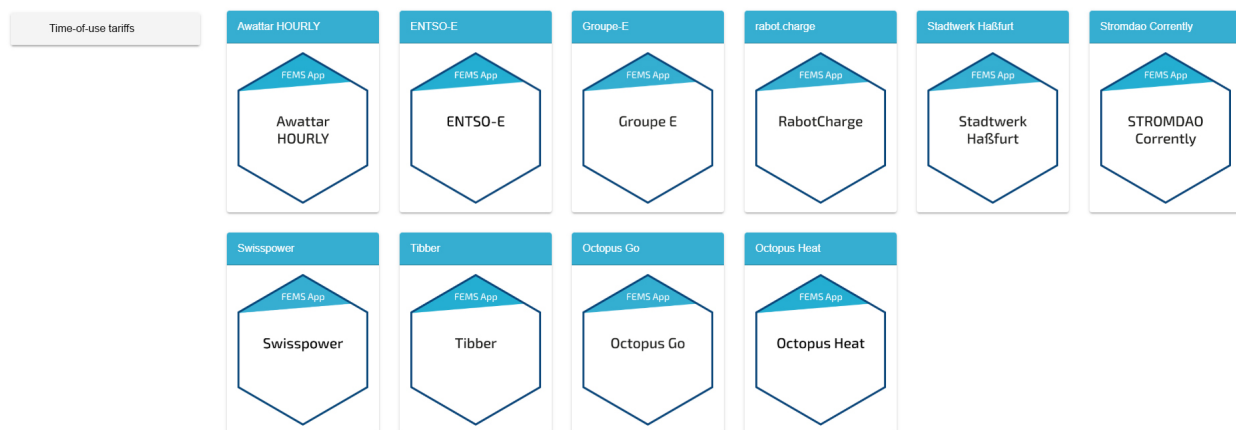 Time-of-use tariffs
Awattar HOURLY
FEMS App
Awattar
HOURLY
ENTSO-E
FEMS App
ENTSO-E
Groupe-E
FEMS App
Groupe E
rabot.charge
FEMS App
RabotCharge
Stadtwerk Haßfurt
FEMS App
Stadtwerk
Haßfurt
Stromdao Corrently
FEMS App
STROMDAO
Corrently
Swisspower
FEMS App
Swisspower
Tibber
FEMS App
Tibber
Octopus Go
FEMS App
Octopus Go
Octopus Heat
FEMS App
Octopus Heat